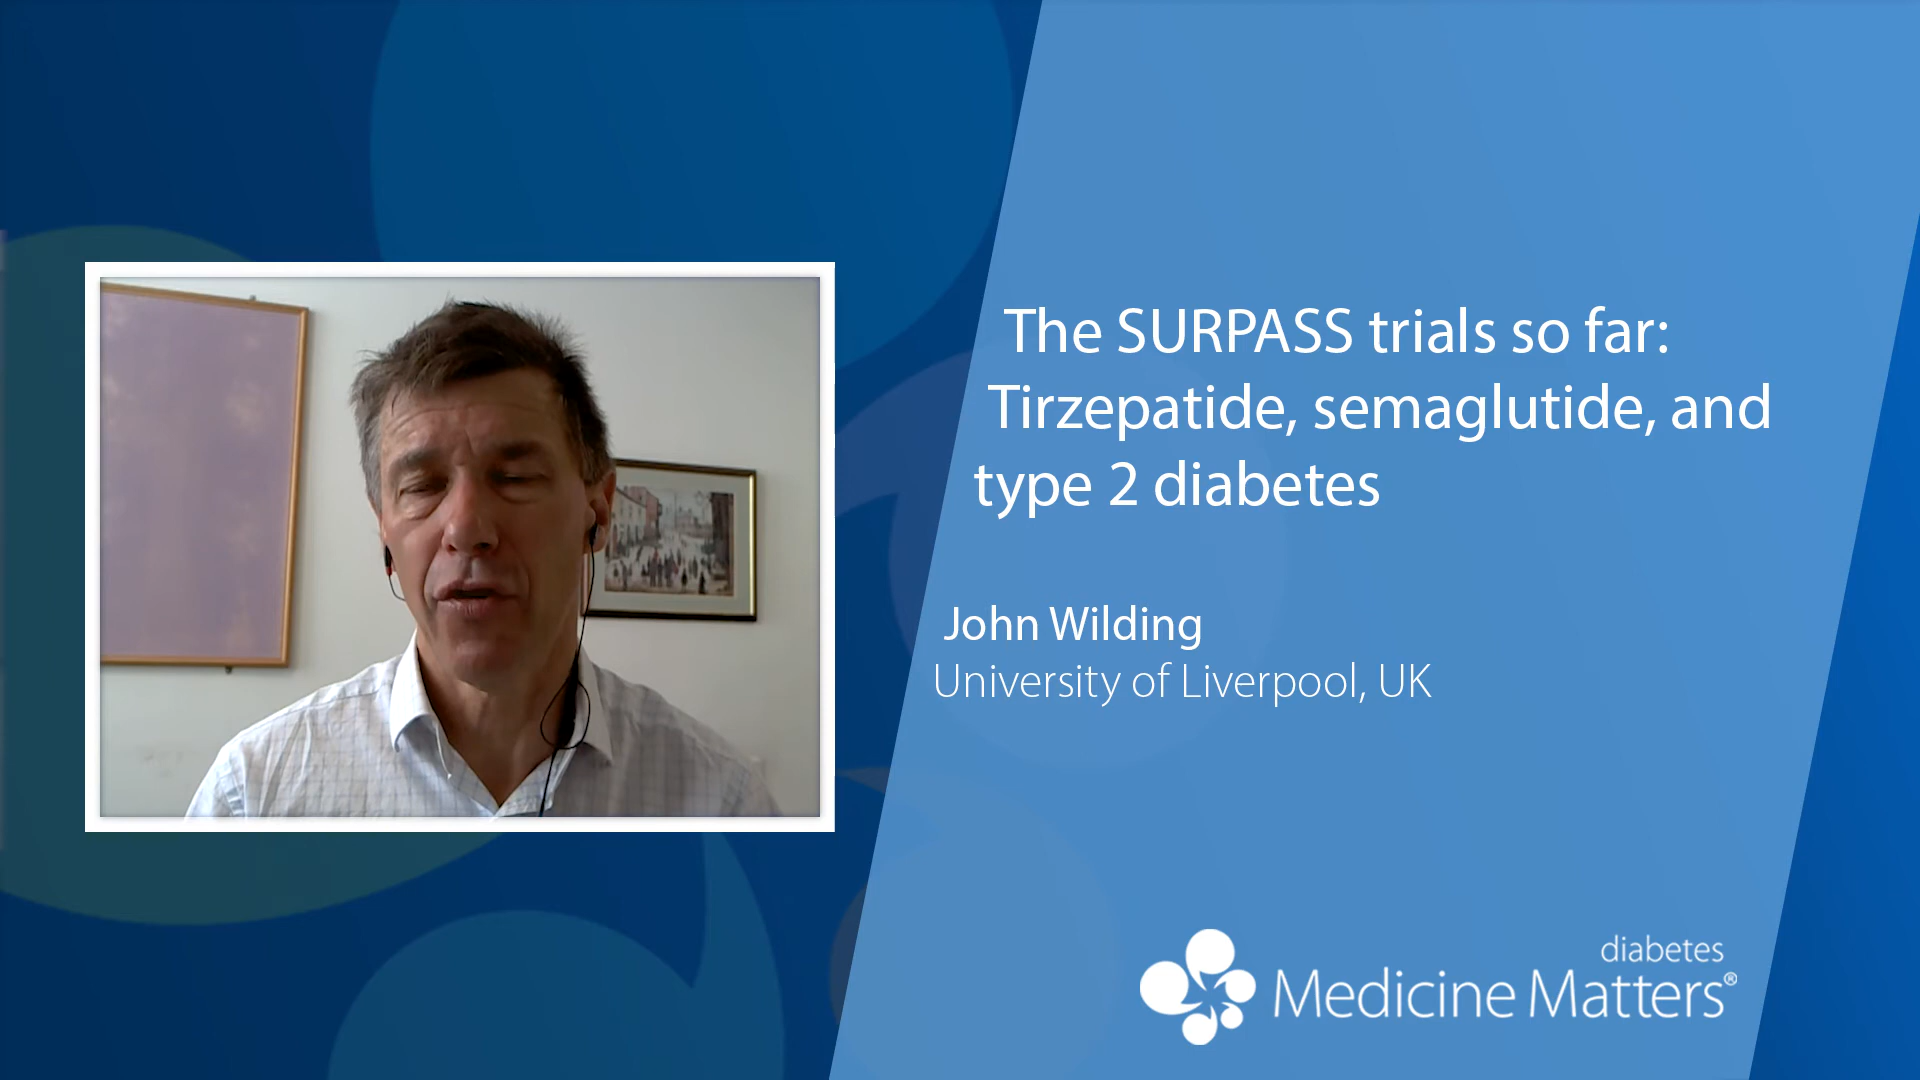 The SURPASS trials so far:
Tirzepatide, semaglutide, and
type 2 diabetes
John Wilding
University of Liverpool, UK
diabetes
Medicine Matters®